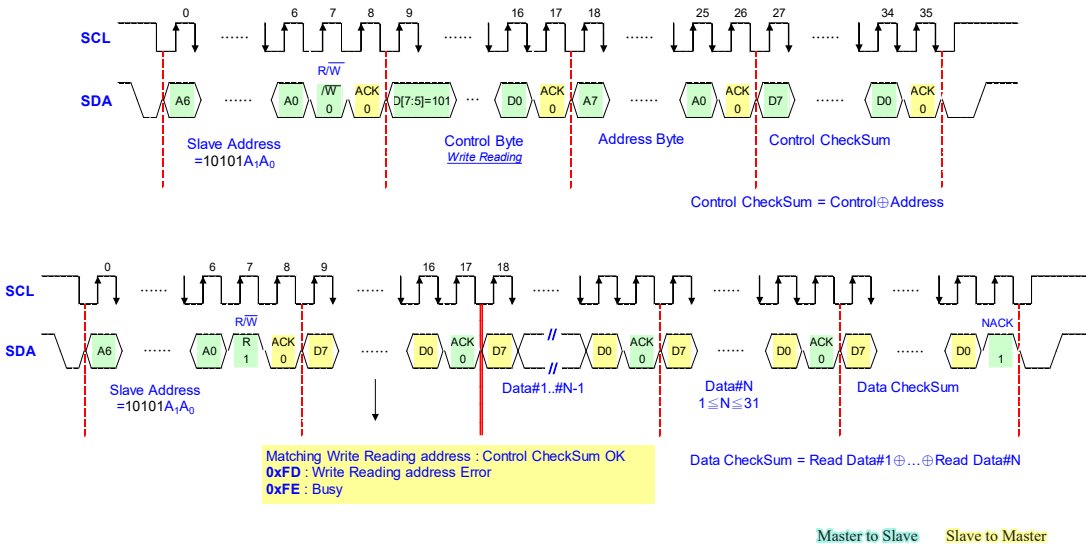 0 ...... 6 7 8 9 ...... 16 17 18 ...... 25 26 27 ...... 34 35
SCL
R/W
SDA A6 ...... A0 /W 0 ACK 0 D[7:5]=101 ... D0 ACK 0 A7 ...... A0 ACK 0 D7 ...... D0 ACK 0
Slave Address
=10101A1A0
Control Byte
Write Reading
Address Byte
Control CheckSum
Control CheckSum = Control⊕Address
0 ...... 6 7 8 9 ...... 16 17 18 ...... ...... ......
SCL
R/W NACK
SDA A6 ...... A0 R 1 ACK 0 D7 ...... D0 ACK 0 D7 // // D0 ACK 0 D7 ...... D0 ACK 0 D7 ...... D0 1
Slave Address
=10101A1A0
Data#1..#N-1
Data#N
1≦N≦31
Data CheckSum
Matching Write Reading address : Control CheckSum OK
0xFD : Write Reading address Error
0xFE : Busy
Data CheckSum = Read Data#1⊕...⊕Read Data#N
Master to Slave Slave to Master